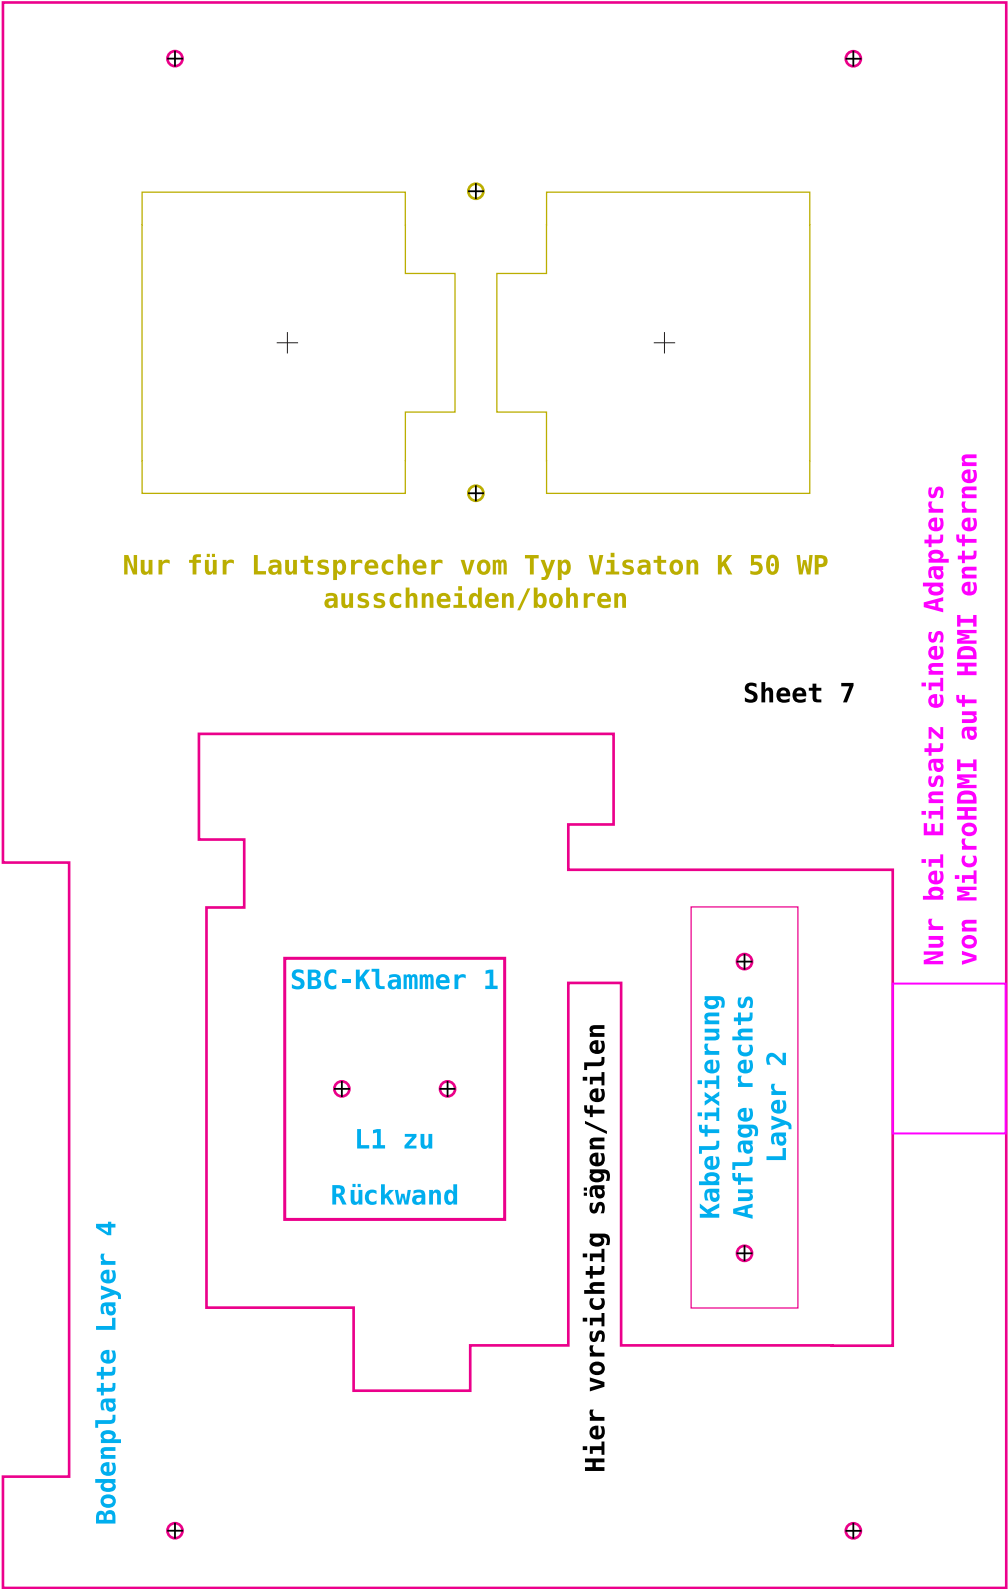 Nur für Lautsprecher vom Typ Visaton K 50 WP
ausschneiden/bohren
Sheet 7
Nur bei Einsatz eines Adapters
von MicroHDMI auf HDMI entfernen
SBC-Klammer 1
L1 zu
Rückwand
Hier vorsichtig sägen/feilen
Kabelfixierung
Auflage rechts
Layer 2
Bodenplatte Layer 4